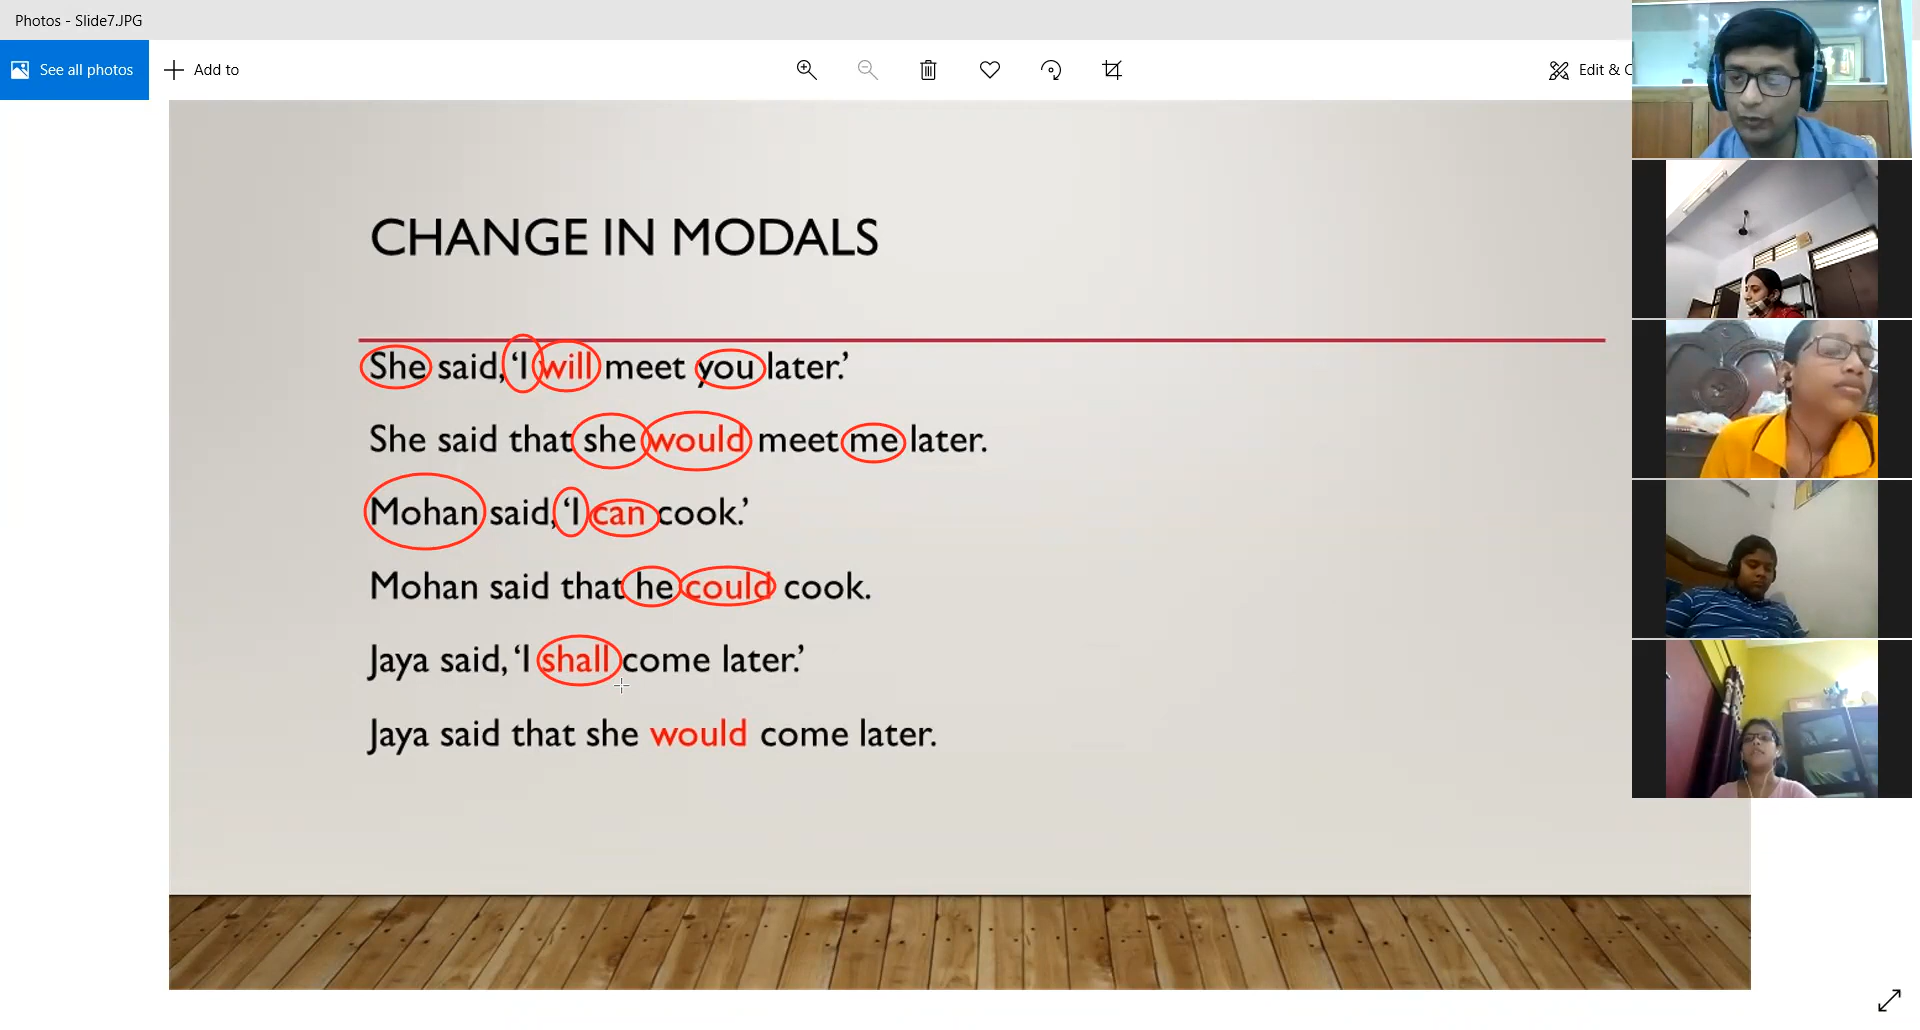 Photos - Slide7.JPG
See all photos
Add to
Edit & C
CHANGE IN MODALS
She said, ‘I will meet you later.’
She said that she would meet me later.
Mohan said, ‘I can cook.’
Mohan said that he could cook.
Jaya said, ‘I shall come later.’
Jaya said that she would come later.